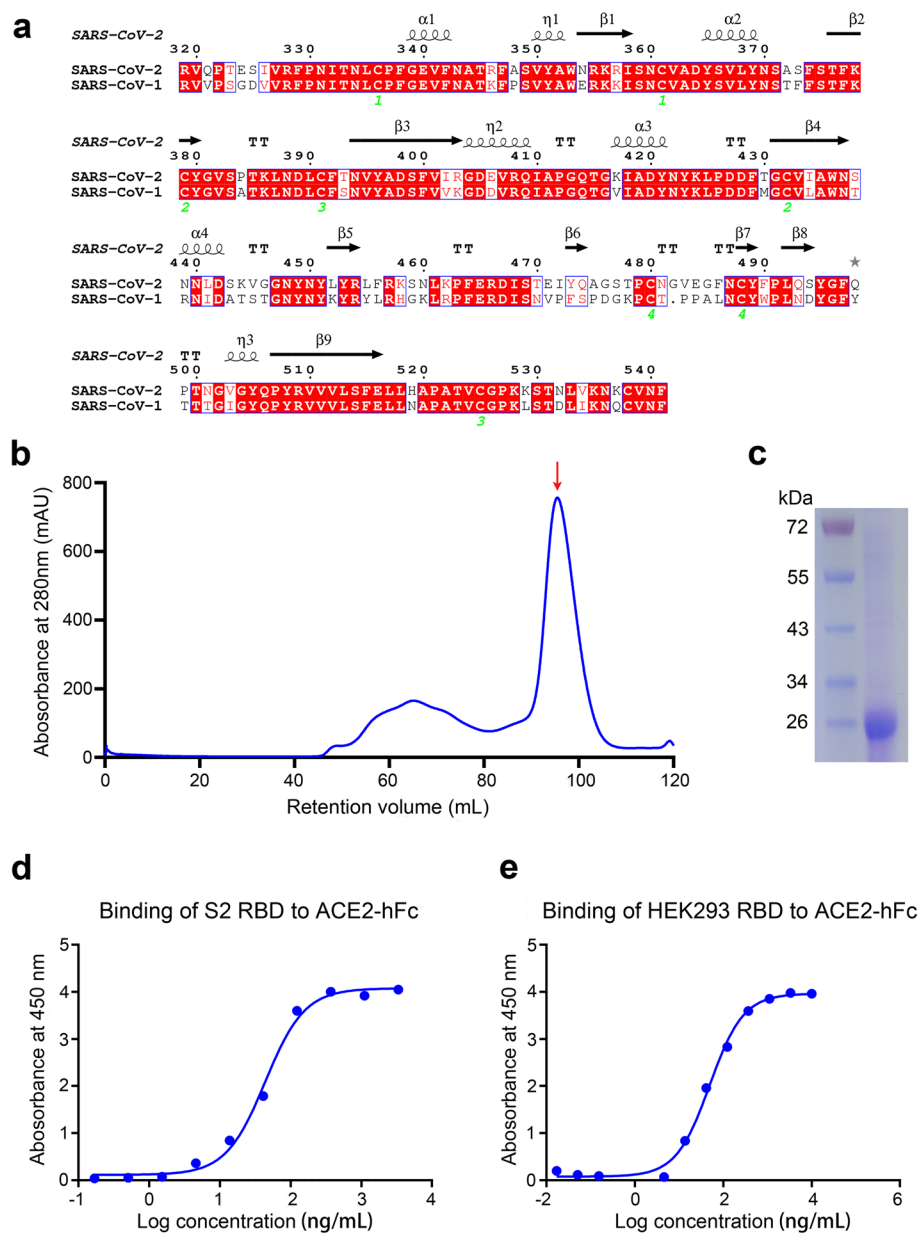 a
α1 η1 β1 α2 β2
SARS-CoV-2
320 330 340 350 360 370
SARS-CoV-2 RVQPTESIVRFPNITNLCPFGEVFNATRFASVYAWNRKRISNCVADYSVLYNSASFSTFK
SARS-CoV-1 RVVPSGDVVRFPNITNLCPFGEVFNATKFPSVYAWERKKISNCVADYSVLYNSTFFSTFK
1 1
SARS-CoV-2 TT β3 η2 TT α3 TT β4
380 390 400 410 420 430
SARS-CoV-2 CYGVSPTKLNDLCFTNVYADSFVIRGDEVRQIAPGQTGKIADYNYKLPDDFTGCVIAWNS
SARS-CoV-1 CYGVSATKLNDLCFSNVYADSFVVKGDDVRQIAPGQTGVIADYNYKLPDDFMGCVLAWNT
2 3 2
SARS-CoV-2 α4 TT β5 TT β6 TT TT β7 β8
440 450 460 470 480 490 ★
SARS-CoV-2 NNLDSKVGGNYNYLYRLFRKSNLKPFERDISTEIYQAGSTPCNGVEGFNCYFPLQSYGFQ
SARS-CoV-1 RNIDATSTGNYNYKYRYLRHGKLRPFERDISNVPFSPDGKPCT.PPALNCYWPLNDYGFY
4 4
SARS-CoV-2 TT η3 β9
500 510 520 530 540
SARS-CoV-2 PTNGVGYQPYRVVVLSFELLHAPATVCGPKKSTNLVKNKCVNF
SARS-CoV-1 TTTGIGYQPYRVVVLSFELLNAPATVCGPKLSTDLIKNQCVNF
3
b
Abosorbance at 280nm (mAU)
800
600
400
200
0
0 20 40 60 80 100 120
Retention volume (mL)
c
kDa
72
55
43
34
26
d
Binding of S2 RBD to ACE2-hFc
Abosorbance at 450 nm
5
4
3
2
1
0
-1 0 1 2 3 4
Log concentration (ng/mL)
e
Binding of HEK293 RBD to ACE2-hFc
Abosorbance at 450 nm
5
4
3
2
1
0
-2 0 2 4 6
Log concentration (ng/mL)